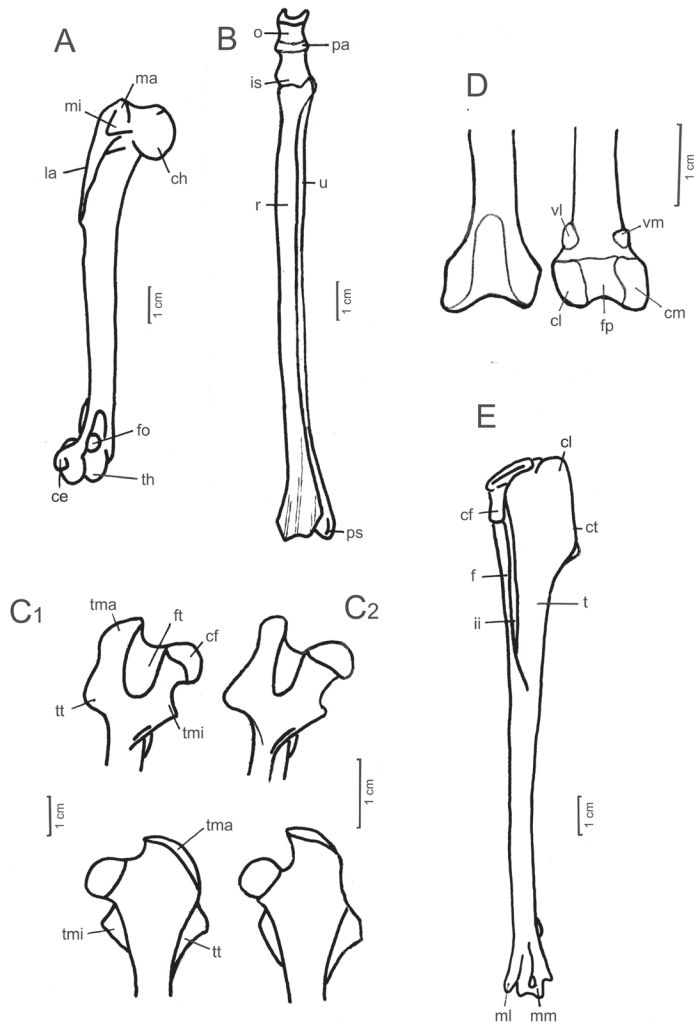 A
ma
mi
la
ch
1 cm
fo
ce
th
B
o
pa
is
u
r
1 cm
ps
D
1 cm
vl
vm
cl
fp
cm
E
cl
cf
ct
f
t
ii
1 cm
ml
mm
C1
C2
tma
ft
cf
tt
tmi
1 cm
1 cm
tma
tmi
tt